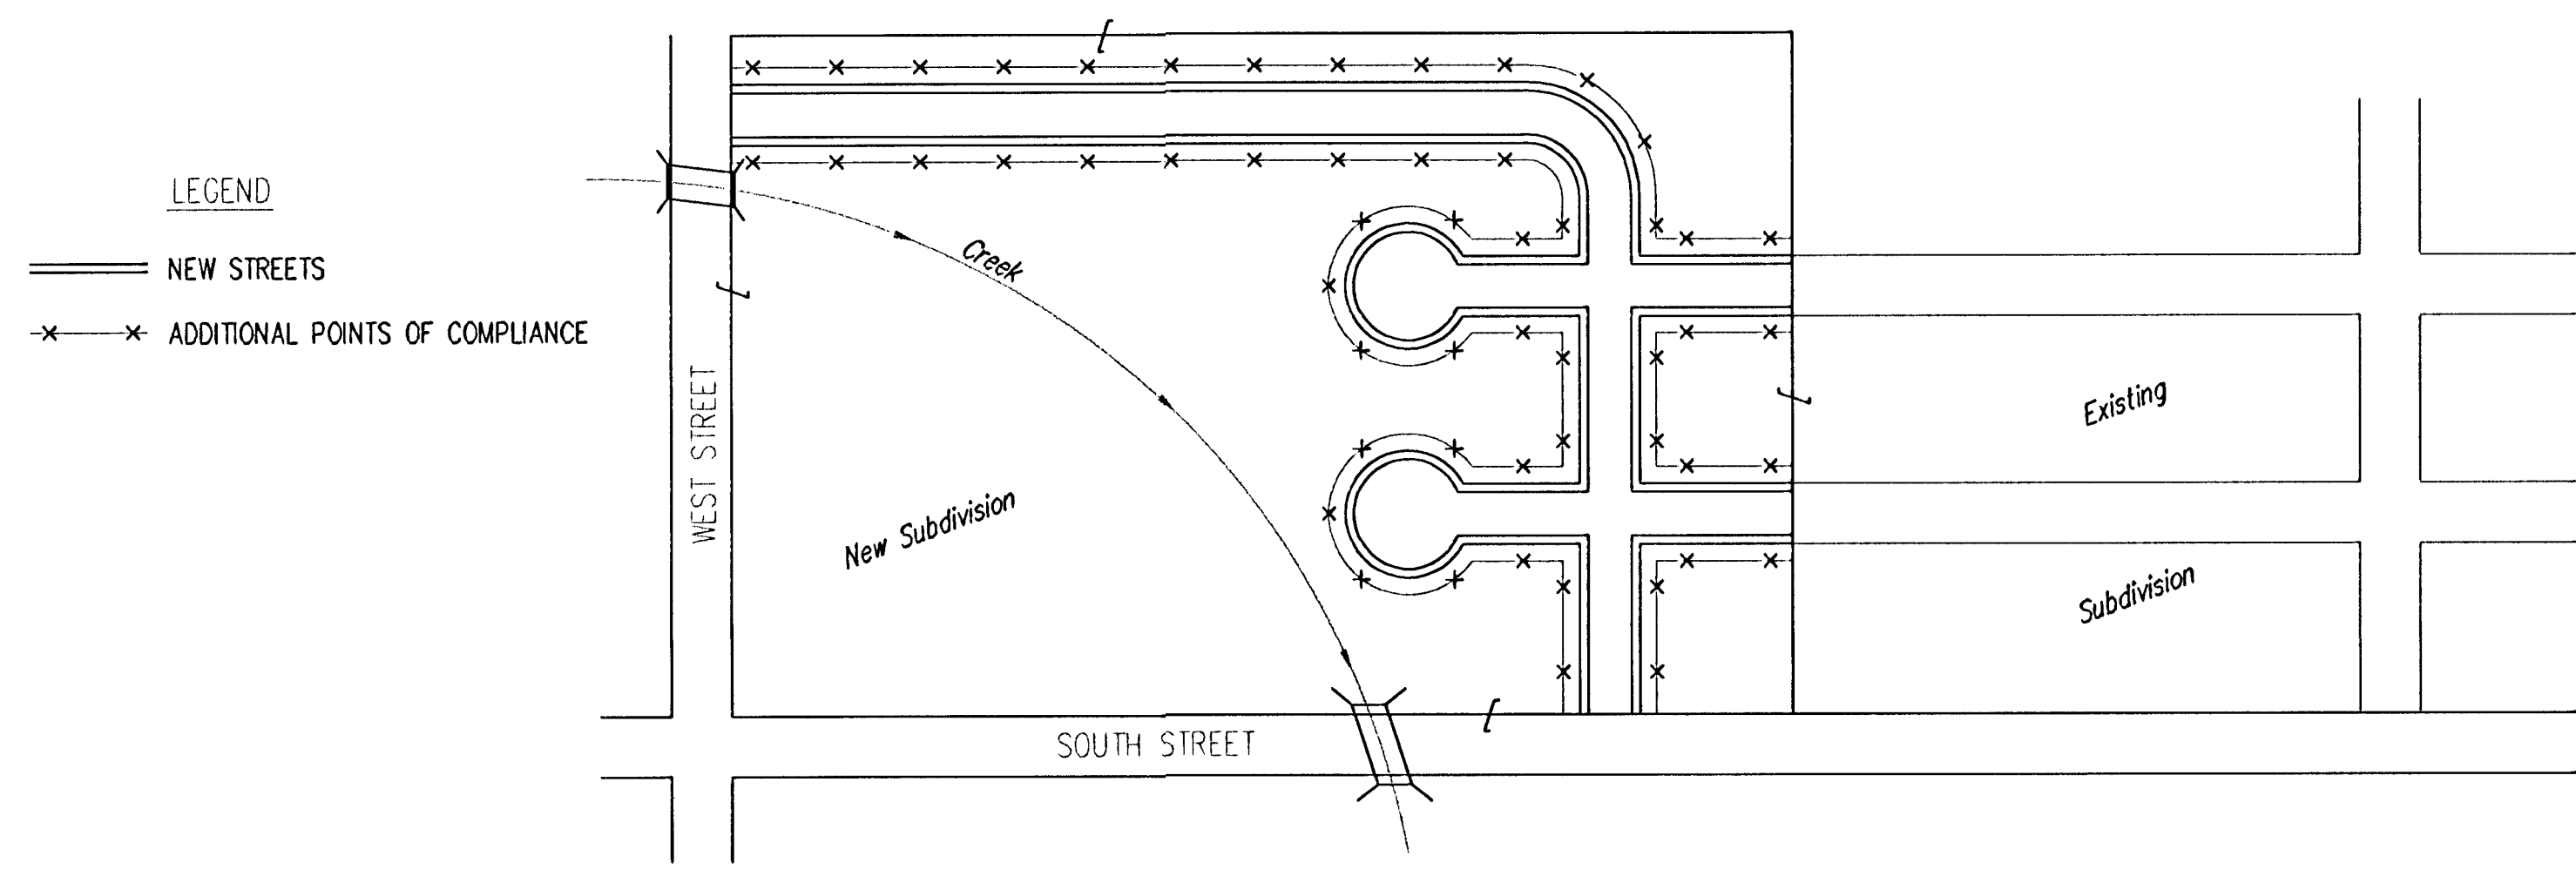 LEGEND
NEW STREETS
ADDITIONAL POINTS OF COMPLIANCE
WEST STREET
Creek
New Subdivision
Existing
Subdivision
SOUTH STREET